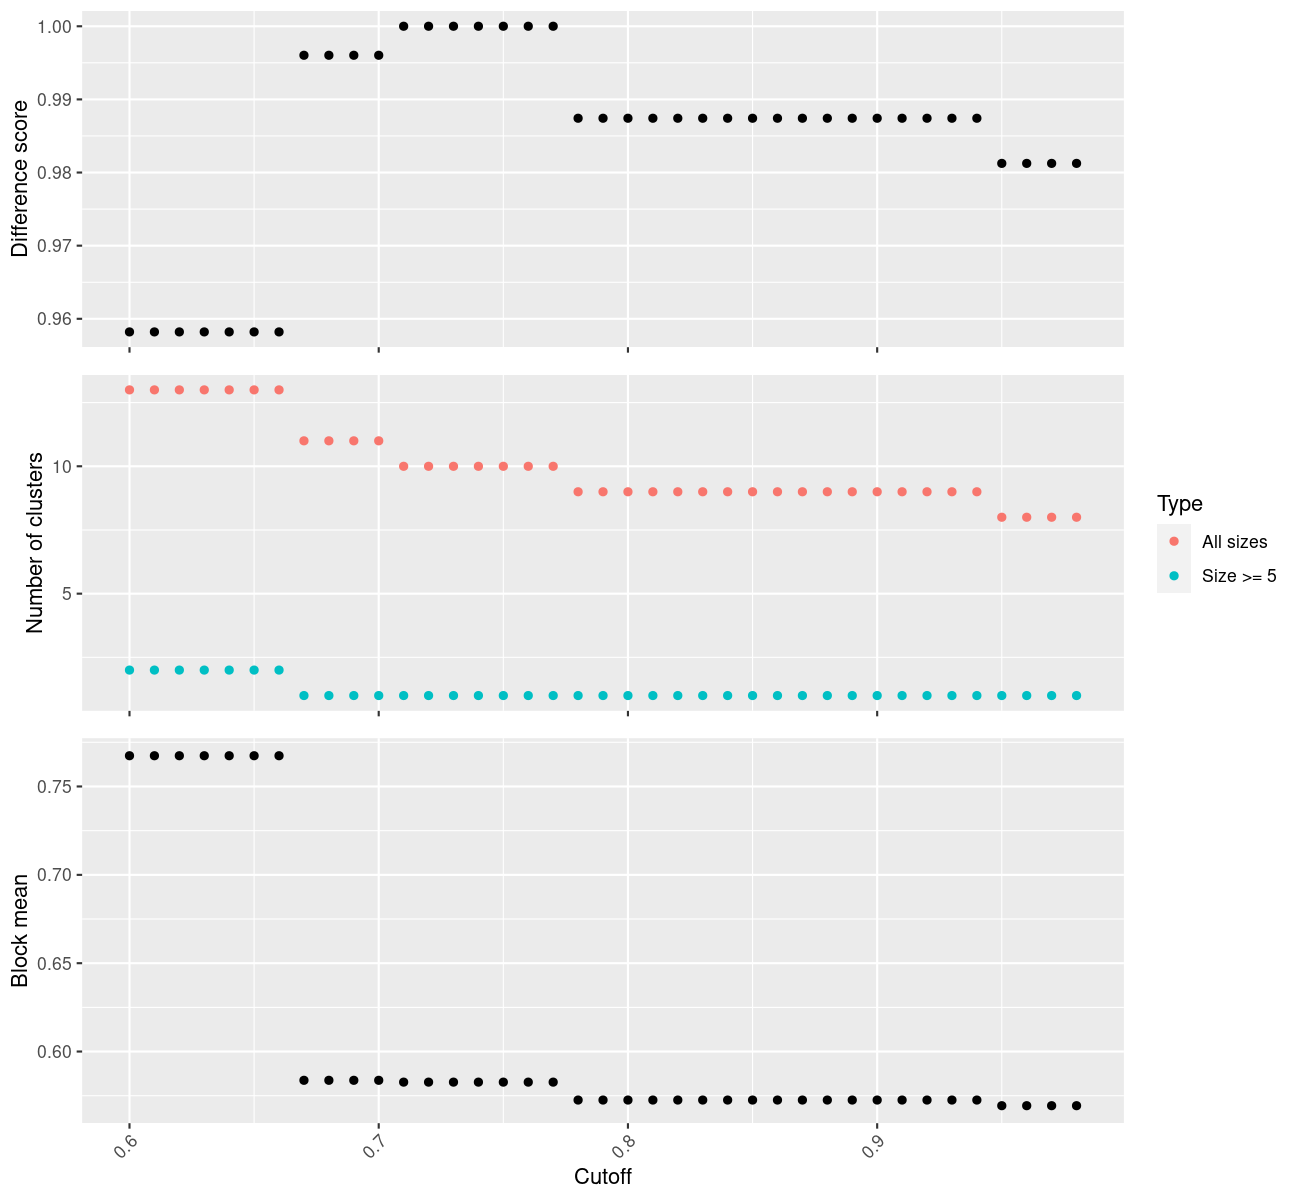 Difference score
1.00
0.99
0.98
0.97
0.96
Number of clusters
10
5
Type
All sizes
Size >= 5
Block mean
0.75
0.70
0.65
0.60
0.6
0.7
0.8
0.9
Cutoff